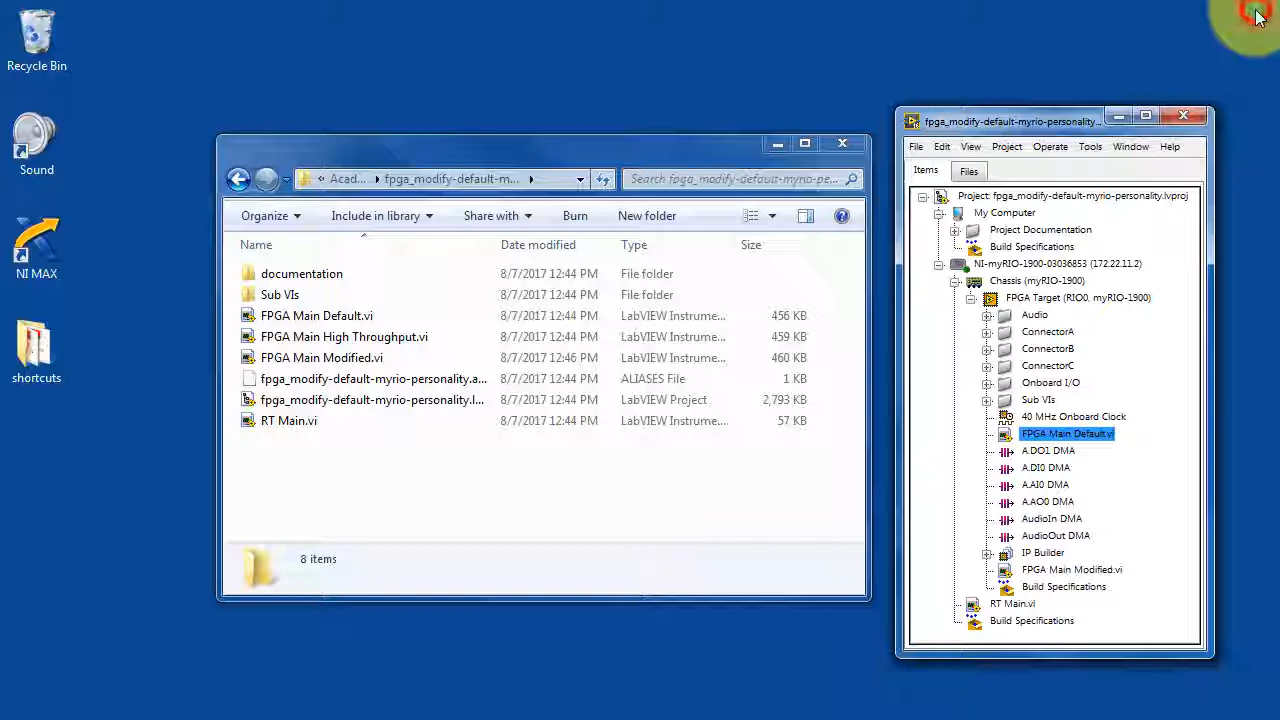 Recycle Bin
Sound
NI MAX
shortcuts
« Acad... fpga_modify-default-m...
Search fpga_modify-default-myrio-pe...
Organize Include in library Share with Burn New folder
Name Date modified Type Size
documentation 8/7/2017 12:44 PM File folder
Sub VIs 8/7/2017 12:44 PM File folder
FPGA Main Default.vi 8/7/2017 12:44 PM LabVIEW Instrume... 456 KB
FPGA Main High Throughput.vi 8/7/2017 12:44 PM LabVIEW Instrume... 459 KB
FPGA Main Modified.vi 8/7/2017 12:46 PM LabVIEW Instrume... 460 KB
fpga_modify-default-myrio-personality.a... 8/7/2017 12:44 PM ALIASES File 1 KB
fpga_modify-default-myrio-personality.l... 8/7/2017 12:44 PM LabVIEW Project 2,793 KB
RT Main.vi 8/7/2017 12:44 PM LabVIEW Instrume... 57 KB
8 items
fpga_modify-default-myrio-personality...
File Edit View Project Operate Tools Window Help
Items Files
Project: fpga_modify-default-myrio-personality.lvproj
My Computer
Project Documentation
Build Specifications
NI-myRIO-1900-03036853 (172.22.11.2)
Chassis (myRIO-1900)
FPGA Target (RIO0, myRIO-1900)
Audio
ConnectorA
ConnectorB
ConnectorC
Onboard I/O
Sub VIs
40 MHz Onboard Clock
FPGA Main Default.vi
A.DO1 DMA
A.DI0 DMA
A.AI0 DMA
A.AO0 DMA
AudioIn DMA
AudioOut DMA
IP Builder
FPGA Main Modified.vi
Build Specifications
RT Main.vi
Build Specifications